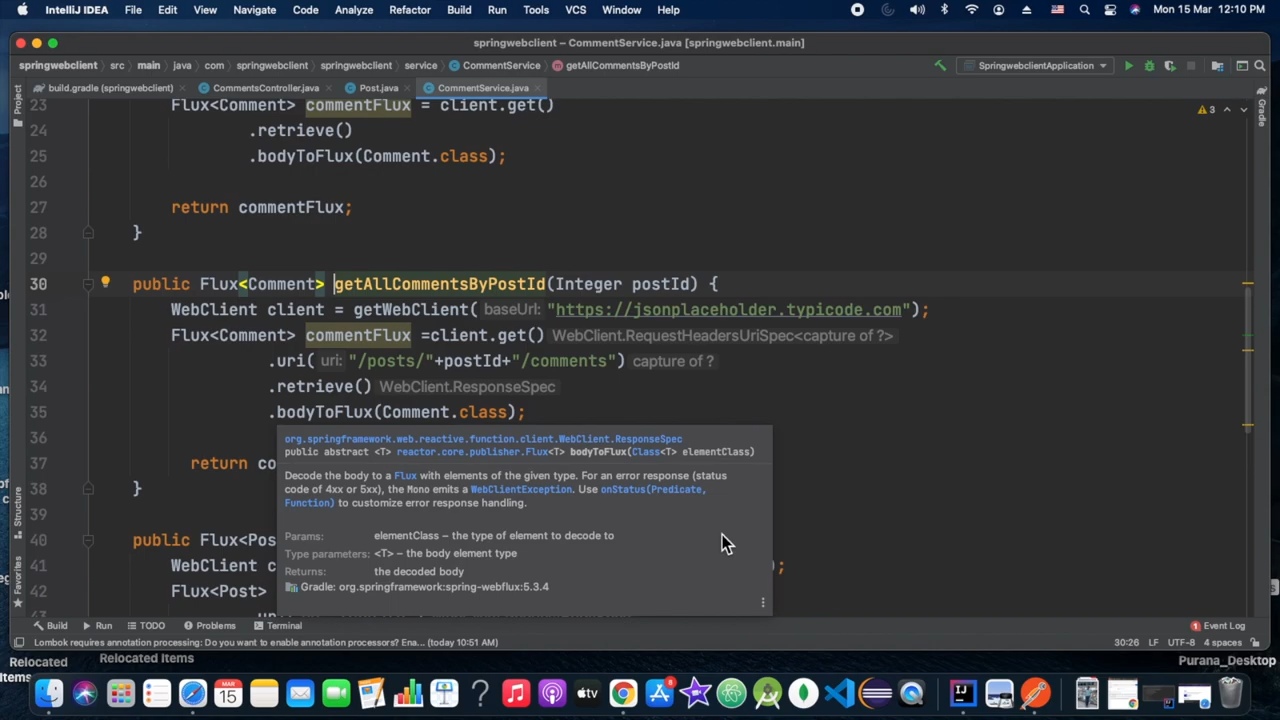 IntelliJ IDEA File Edit View Navigate Code Analyze Refactor Build Run Tools VCS Window Help Mon 15 Mar 12:10 PM
springwebclient – CommentService.java [springwebclient.main]
springwebclient src main java com springwebclient springwebclient service CommentService getAllCommentsByPostId SpringwebclientApplication
build.gradle (springwebclient) CommentsController.java Post.java CommentService.java
Project
Gradle
3
23 Flux<Comment> commentFlux = client.get()
24 .retrieve()
25 .bodyToFlux(Comment.class);
26
27 return commentFlux;
28 }
29
30 public Flux<Comment> getAllCommentsByPostId(Integer postId) {
31 WebClient client = getWebClient( baseUrl: "https://jsonplaceholder.typicode.com");
32 Flux<Comment> commentFlux =client.get() WebClient.RequestHeadersUriSpec<capture of ?>
33 .uri( uri: "/posts/"+postId+"/comments") capture of ?
34 .retrieve() WebClient.ResponseSpec
35 .bodyToFlux(Comment.class);
36
37 return co
38 }
39
40 public Flux<Pos
41 WebClient c );
42 Flux<Post>
org.springframework.web.reactive.function.client.WebClient.ResponseSpec
public abstract <T> reactor.core.publisher.Flux<T> bodyToFlux(Class<T> elementClass)
Decode the body to a Flux with elements of the given type. For an error response (status
code of 4xx or 5xx), the Mono emits a WebClientException. Use onStatus(Predicate,
Function) to customize error response handling.
Params: elementClass – the type of element to decode to
Type parameters: <T> – the body element type
Returns: the decoded body
Gradle: org.springframework:spring-webflux:5.3.4
Structure
Favorites
Build Run TODO Problems Terminal 1 Event Log
Lombok requires annotation processing: Do you want to enable annotation processors? Ena... (today 10:51 AM) 30:26 LF UTF-8 4 spaces
Relocated
Items
Relocated Items
Purana_Desktop
MAR
15
tv
8